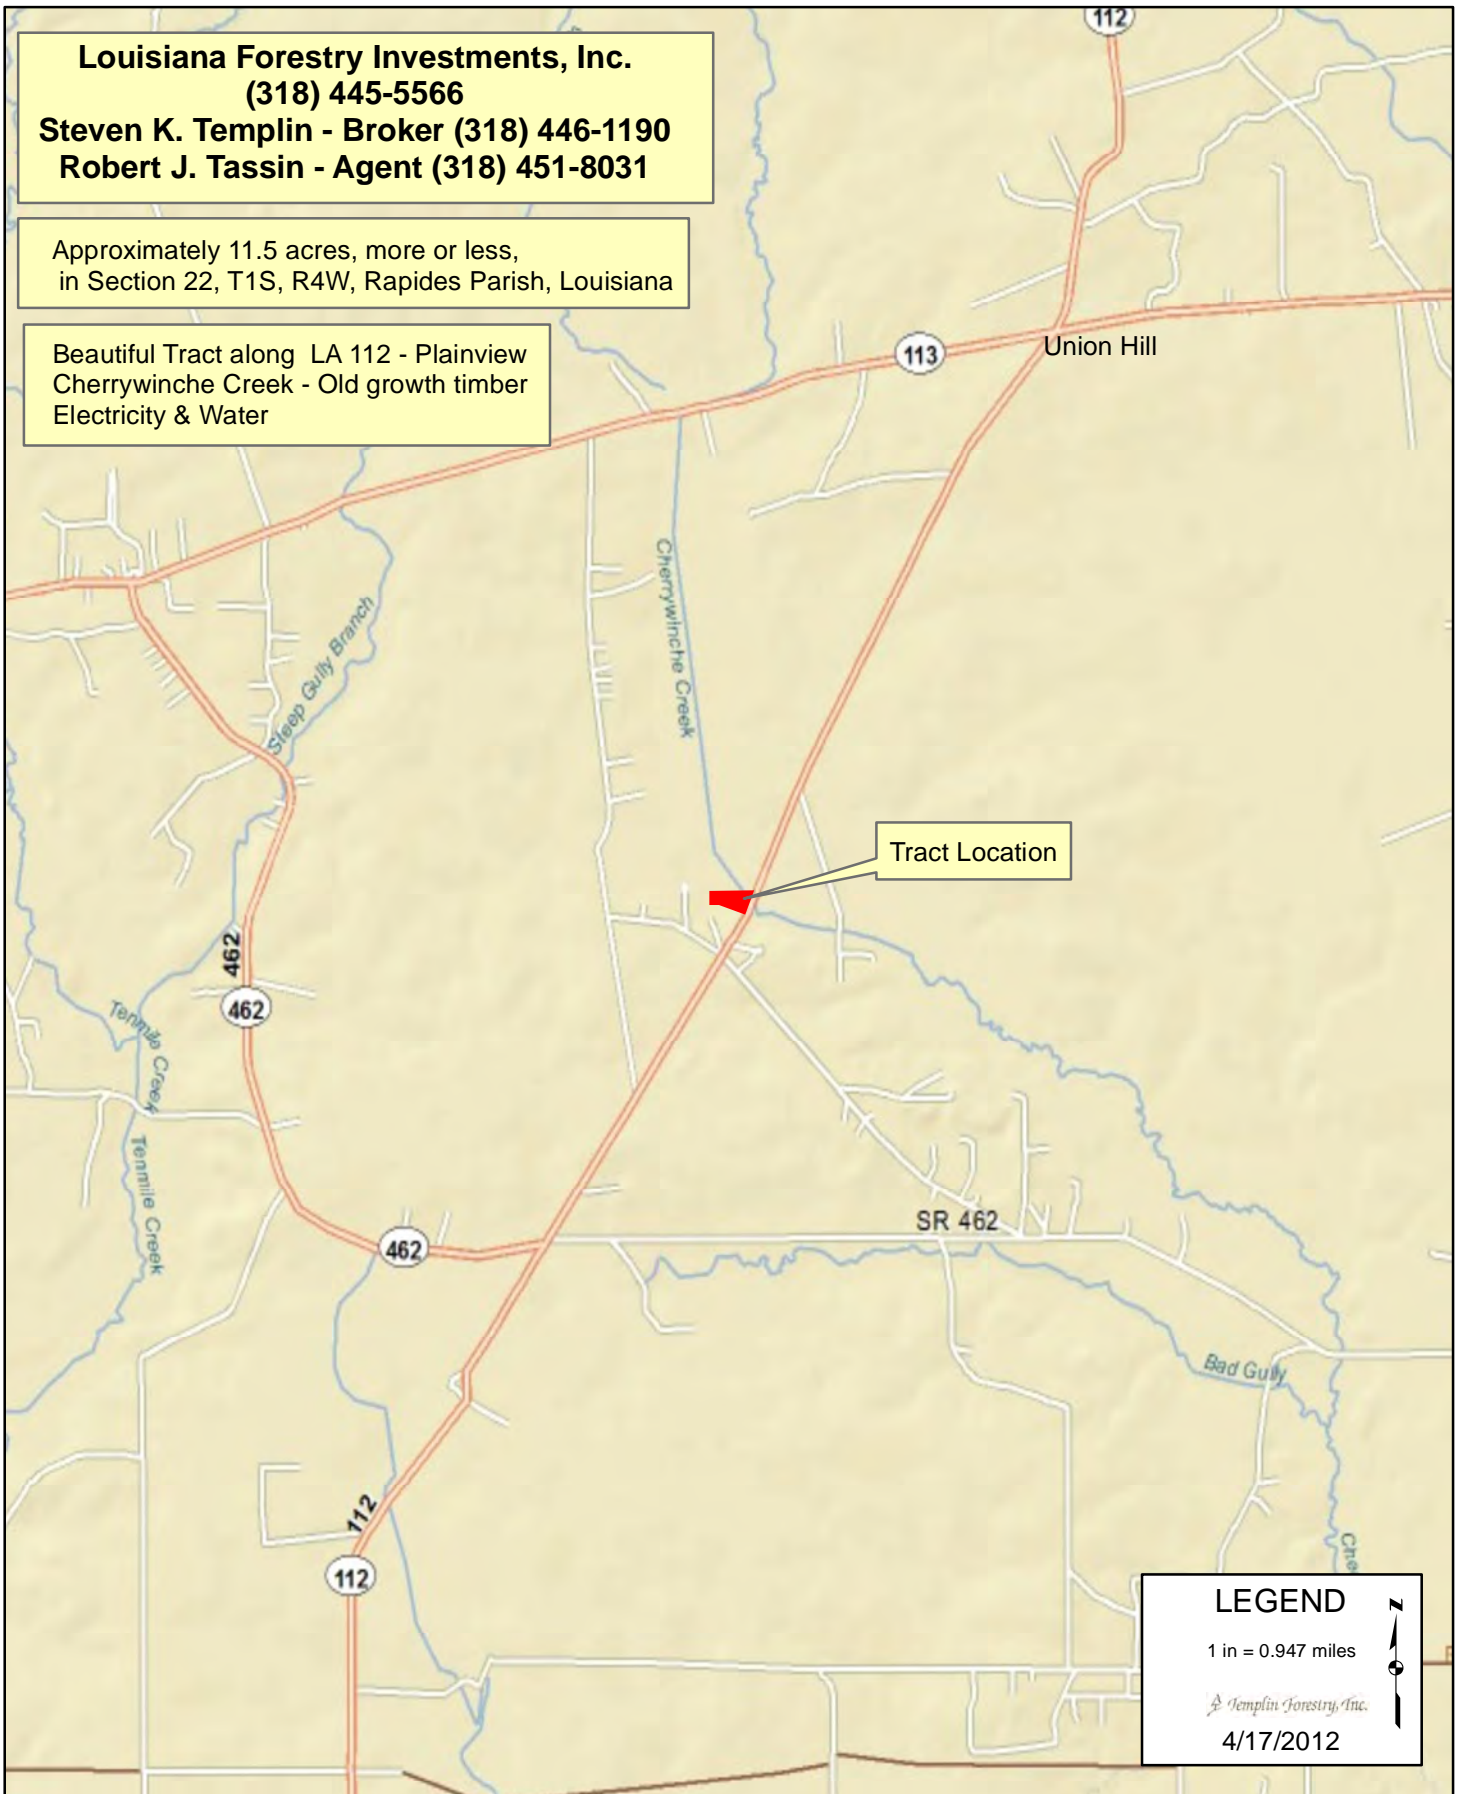 112
Louisiana Forestry Investments, Inc.
(318) 445-5566
Steven K. Templin - Broker (318) 446-1190
Robert J. Tassin - Agent (318) 451-8031
Approximately 11.5 acres, more or less,
in Section 22, T1S, R4W, Rapides Parish, Louisiana
Beautiful Tract along LA 112 - Plainview
Cherrywinche Creek - Old growth timber
Electricity & Water
113
Union Hill
Cherrywinche Creek
Steep Gully Branch
Tract Location
462
462
Tenmile Creek
Tenmile Creek
SR 462
462
Bad Gully
112
112
Che
LEGEND
N
1 in = 0.947 miles
Templin Forestry, Inc.
4/17/2012